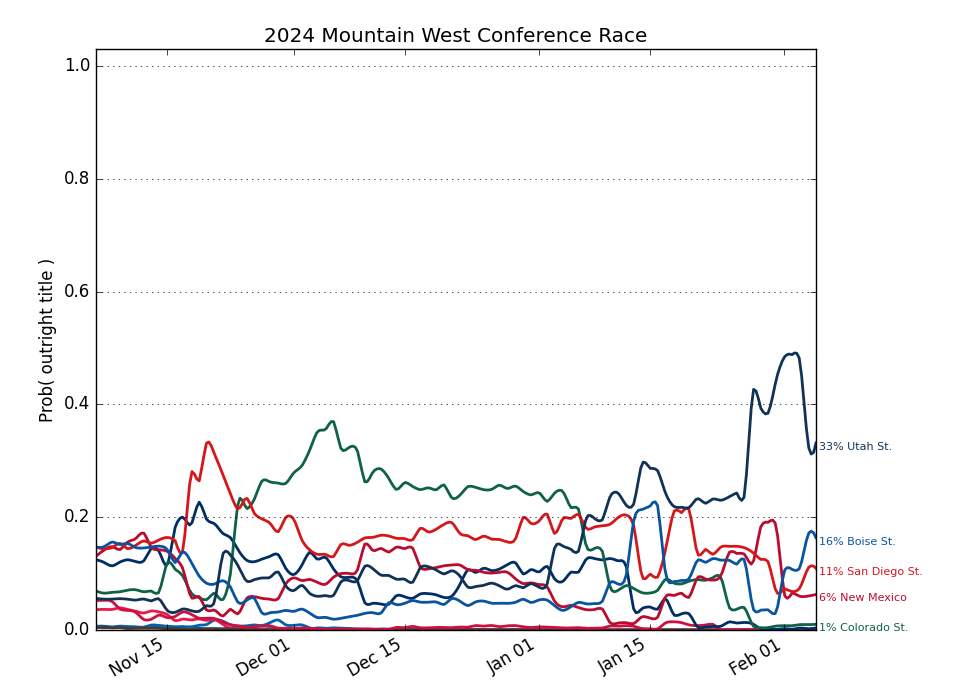 2024 Mountain West Conference Race
Prob( outright title )
1.0
0.8
0.6
0.4
0.2
0.0
33% Utah St.
16% Boise St.
11% San Diego St.
6% New Mexico
1% Colorado St.
Nov 15
Dec 01
Dec 15
Jan 01
Jan 15
Feb 01